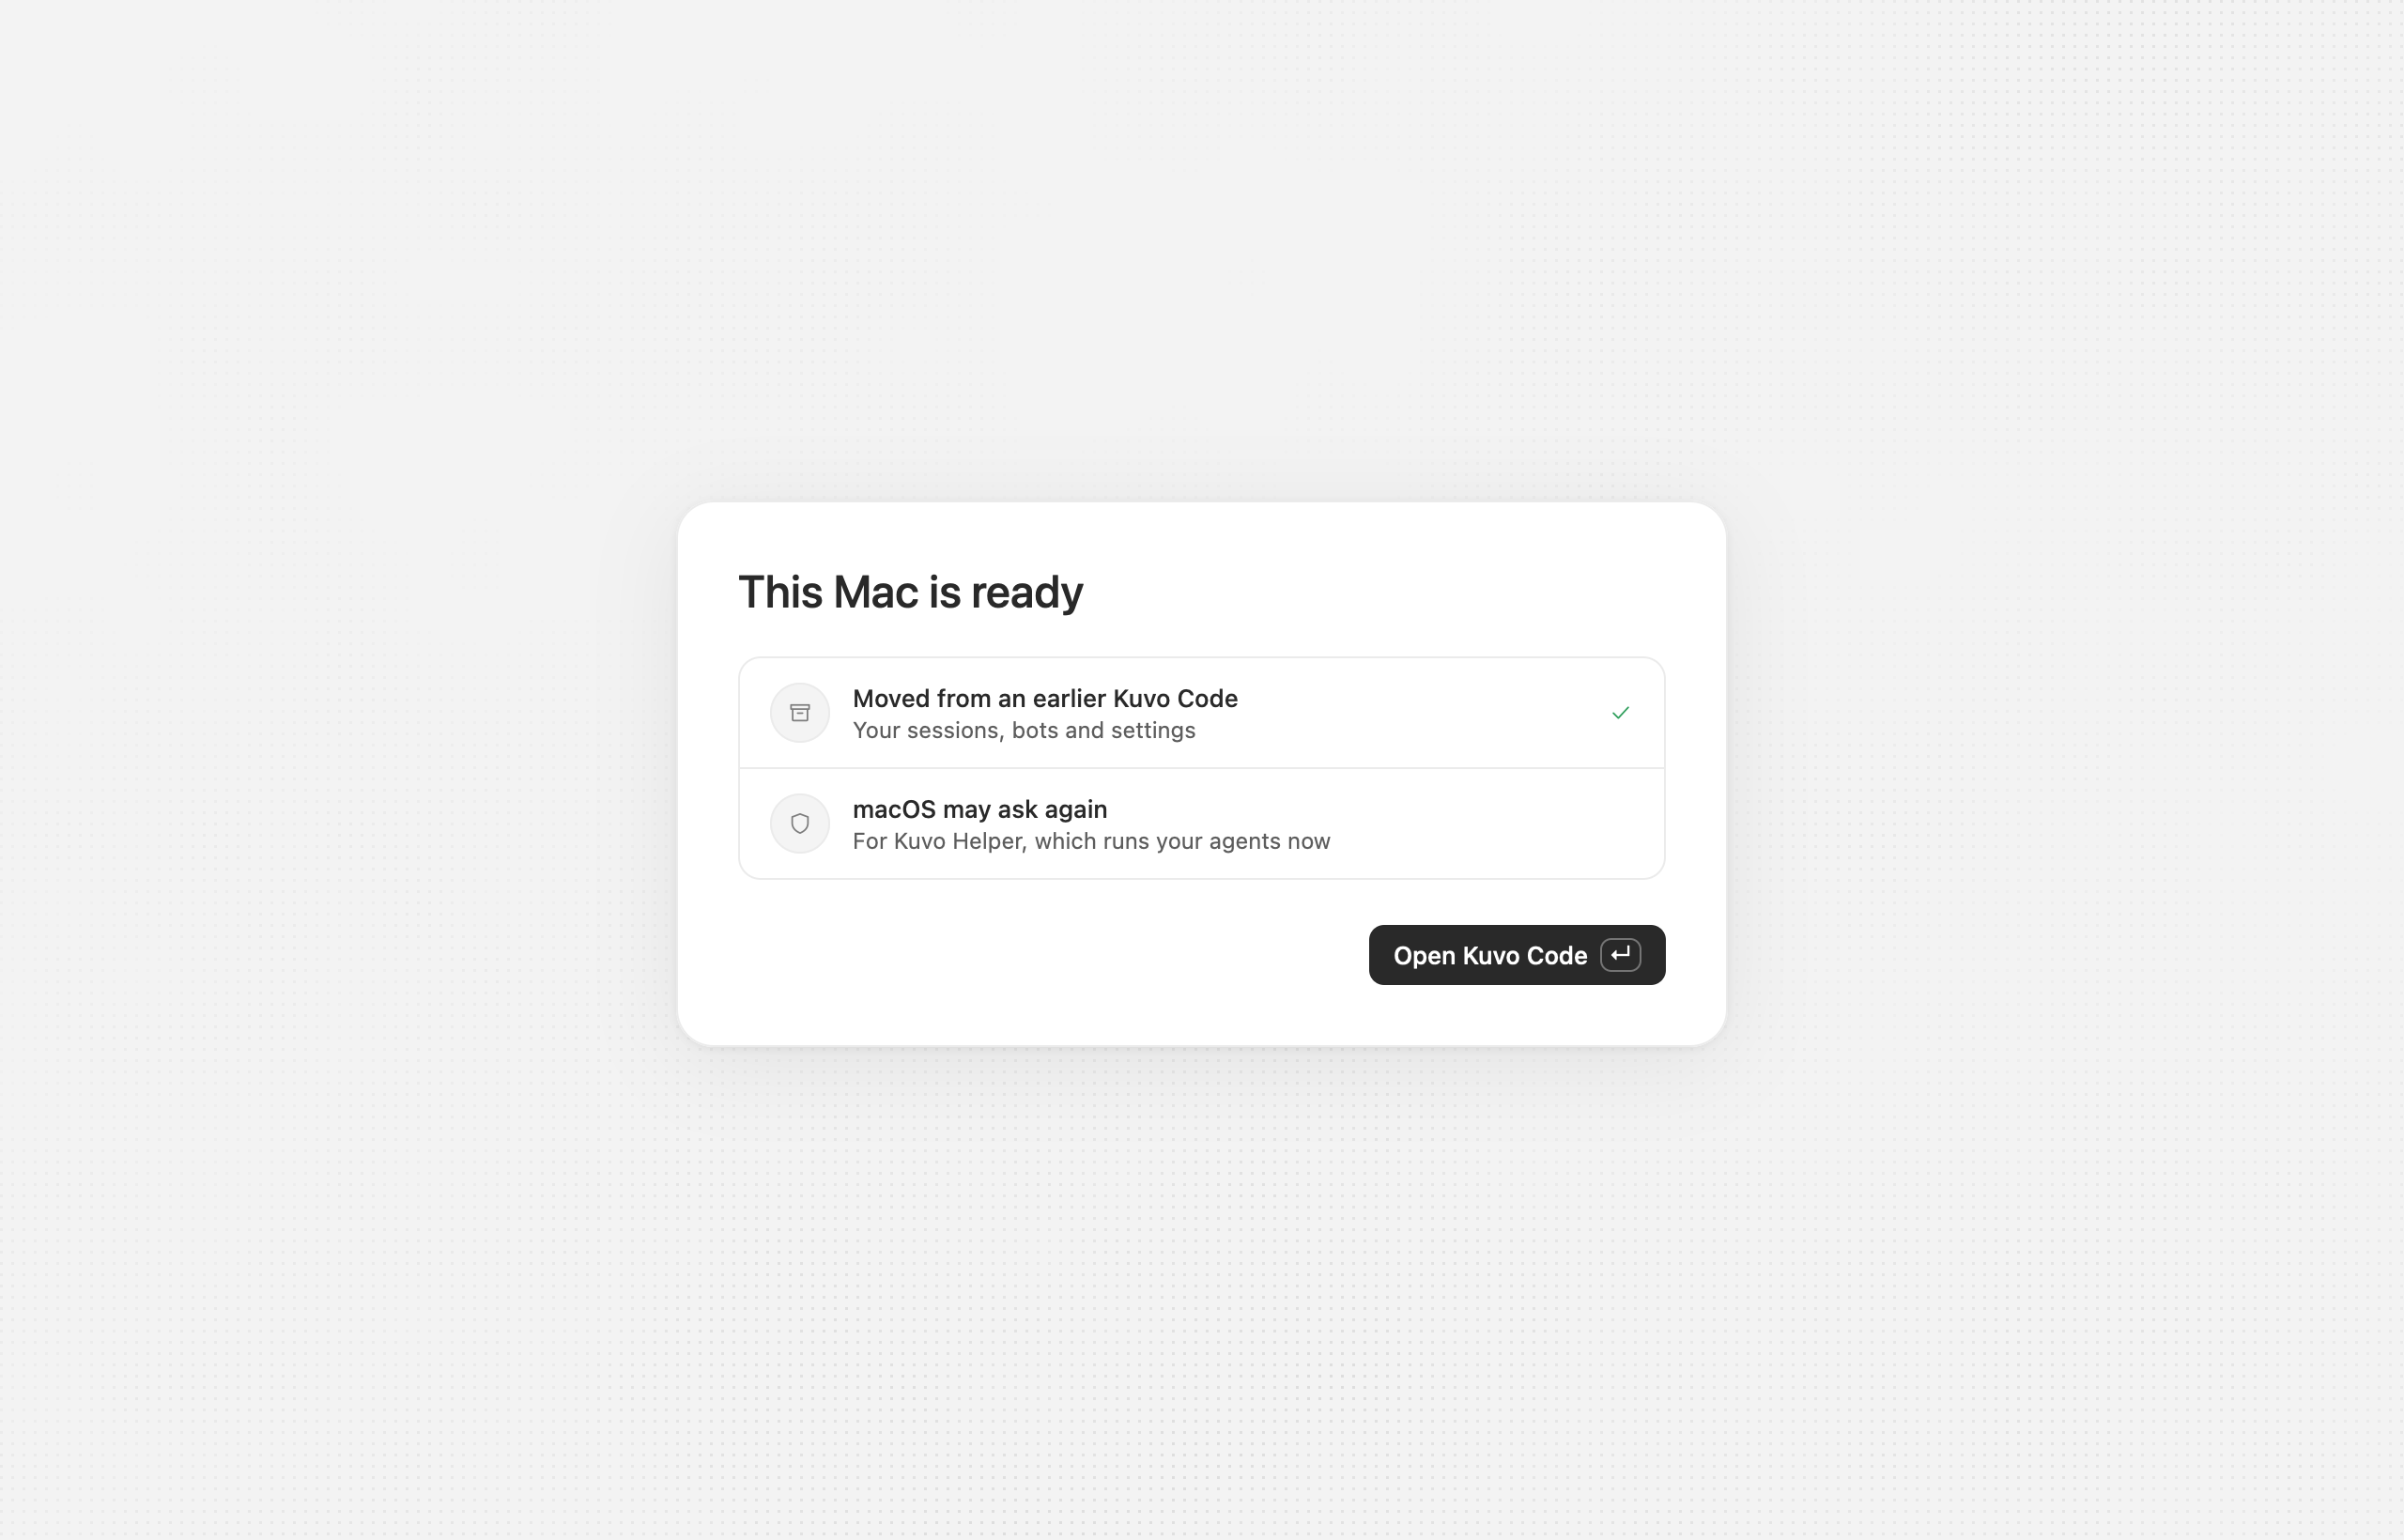 This Mac is ready
Moved from an earlier Kuvo Code
Your sessions, bots and settings
macOS may ask again
For Kuvo Helper, which runs your agents now
Open Kuvo Code